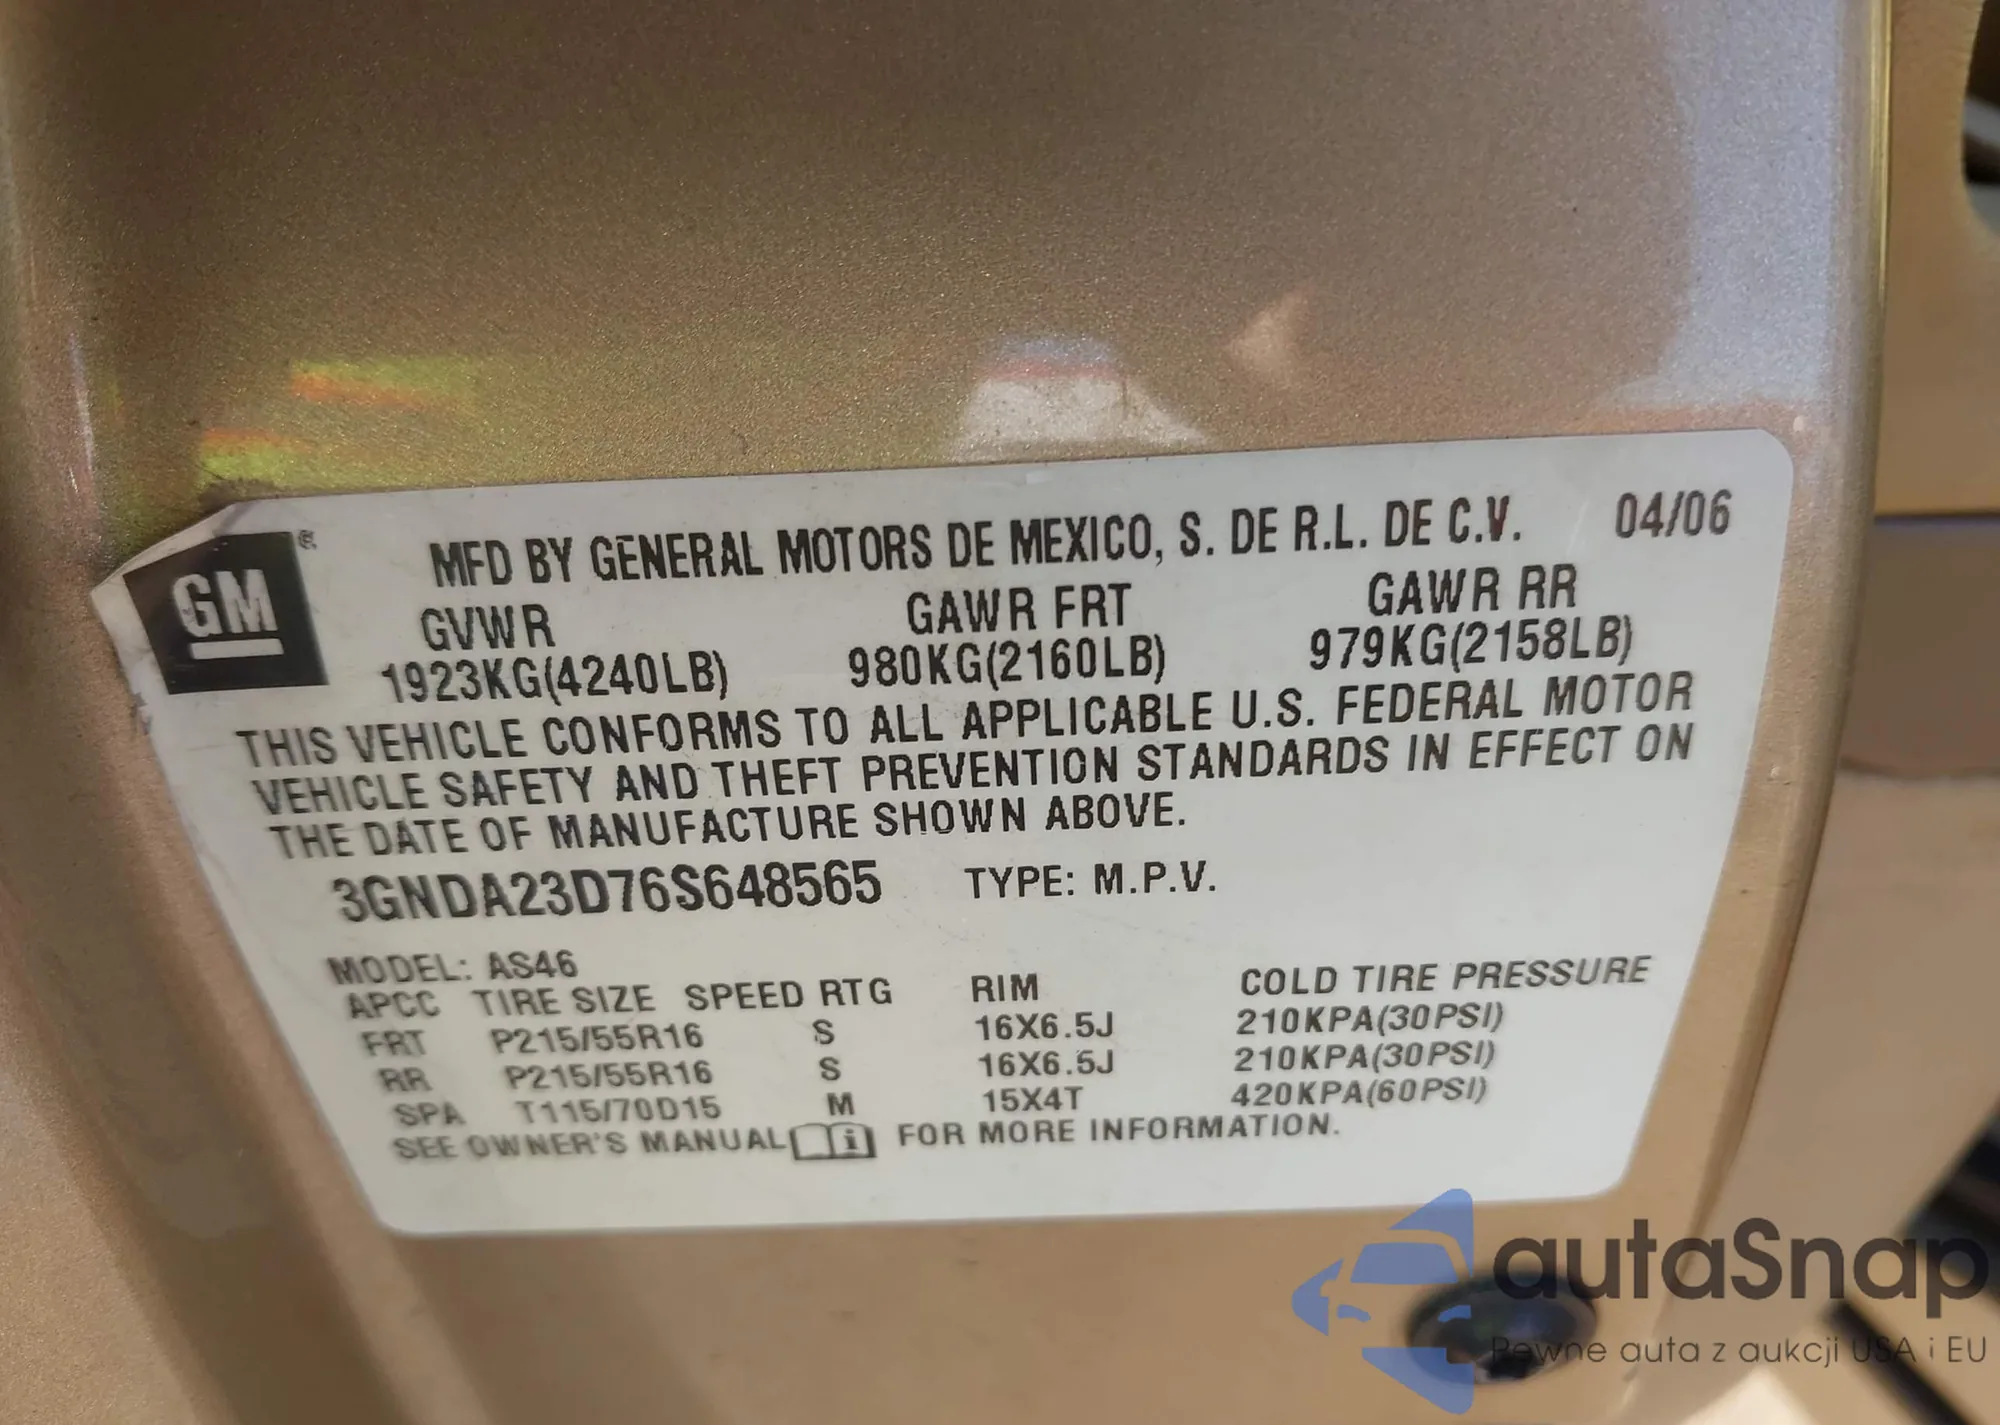 GM
MFD BY GENERAL MOTORS DE MEXICO, S. DE R.L. DE C.V. 04/06
GVWR GAWR FRT GAWR RR
1923KG(4240LB) 980KG(2160LB) 979KG(2158LB)
THIS VEHICLE CONFORMS TO ALL APPLICABLE U.S. FEDERAL MOTOR
VEHICLE SAFETY AND THEFT PREVENTION STANDARDS IN EFFECT ON
THE DATE OF MANUFACTURE SHOWN ABOVE.
3GNDA23D76S648565 TYPE: M.P.V.
MODEL: AS46
APCC TIRE SIZE SPEED RTG RIM COLD TIRE PRESSURE
FRT P215/55R16 S 16X6.5J 210KPA(30PSI)
RR P215/55R16 S 16X6.5J 210KPA(30PSI)
SPA T115/70D15 M 15X4T 420KPA(60PSI)
SEE OWNER'S MANUAL i FOR MORE INFORMATION.
autaSnap
Pewne auta z aukcji USA i EU